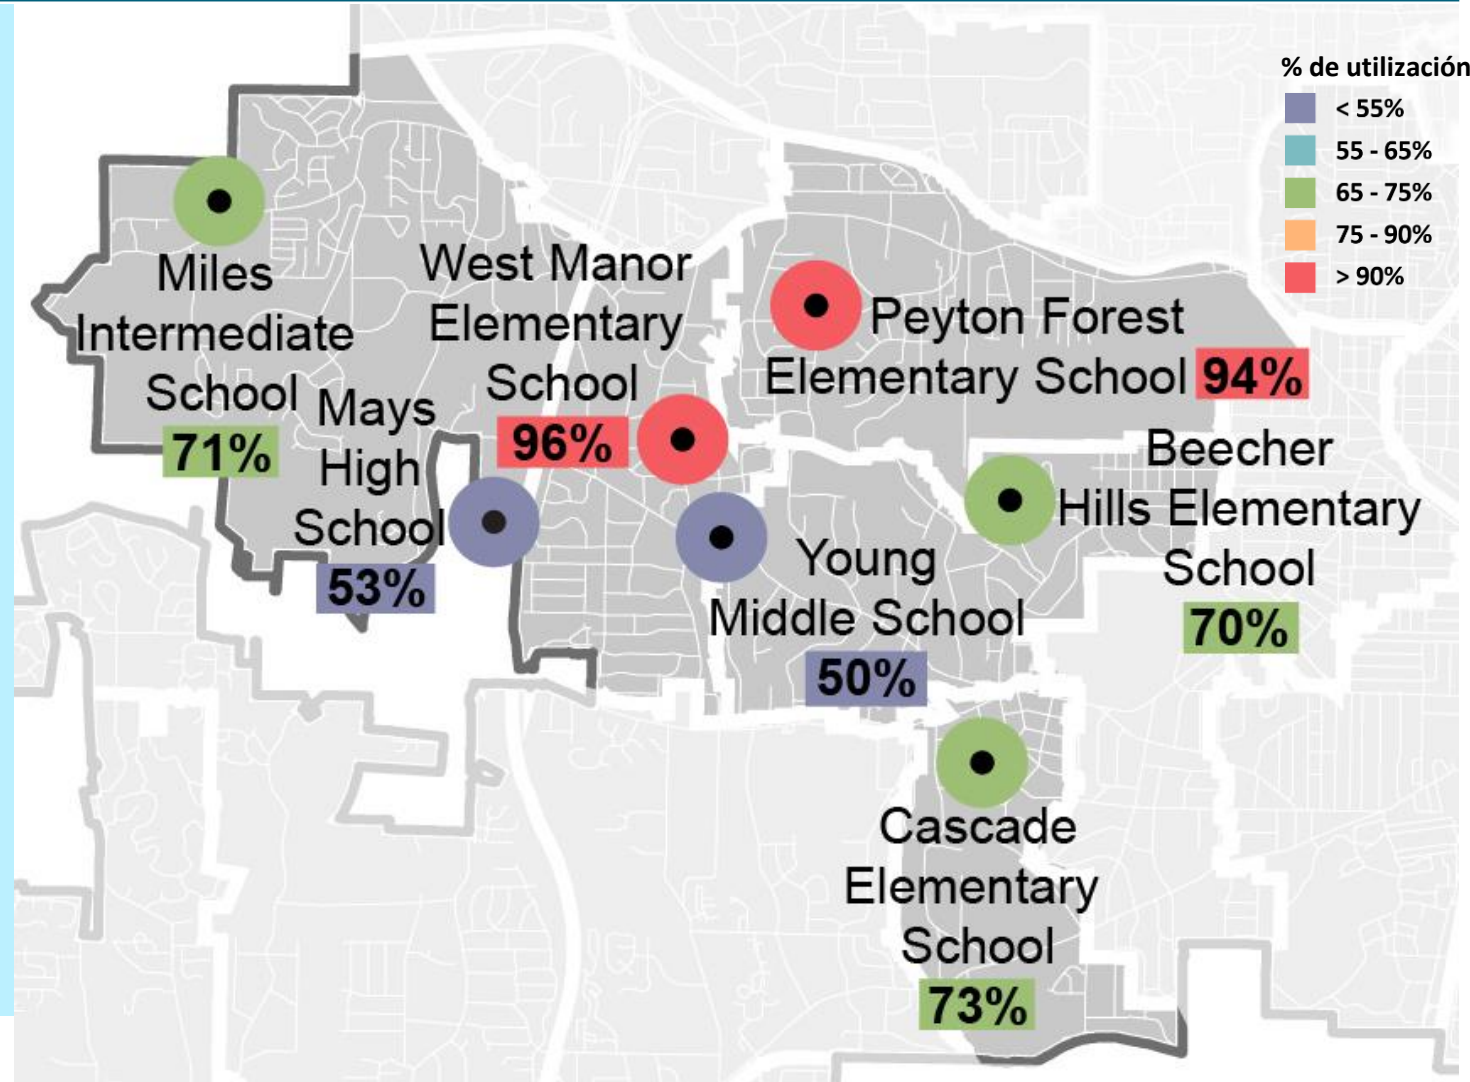 % de utilización
< 55%
55 - 65%
65 - 75%
75 - 90%
> 90%
Miles
Intermediate
School
71%
Mays
High
School
53%
West Manor
Elementary
School
96%
Peyton Forest
Elementary School 94%
Beecher
Hills Elementary
School
70%
Young
Middle School
50%
Cascade
Elementary
School
73%